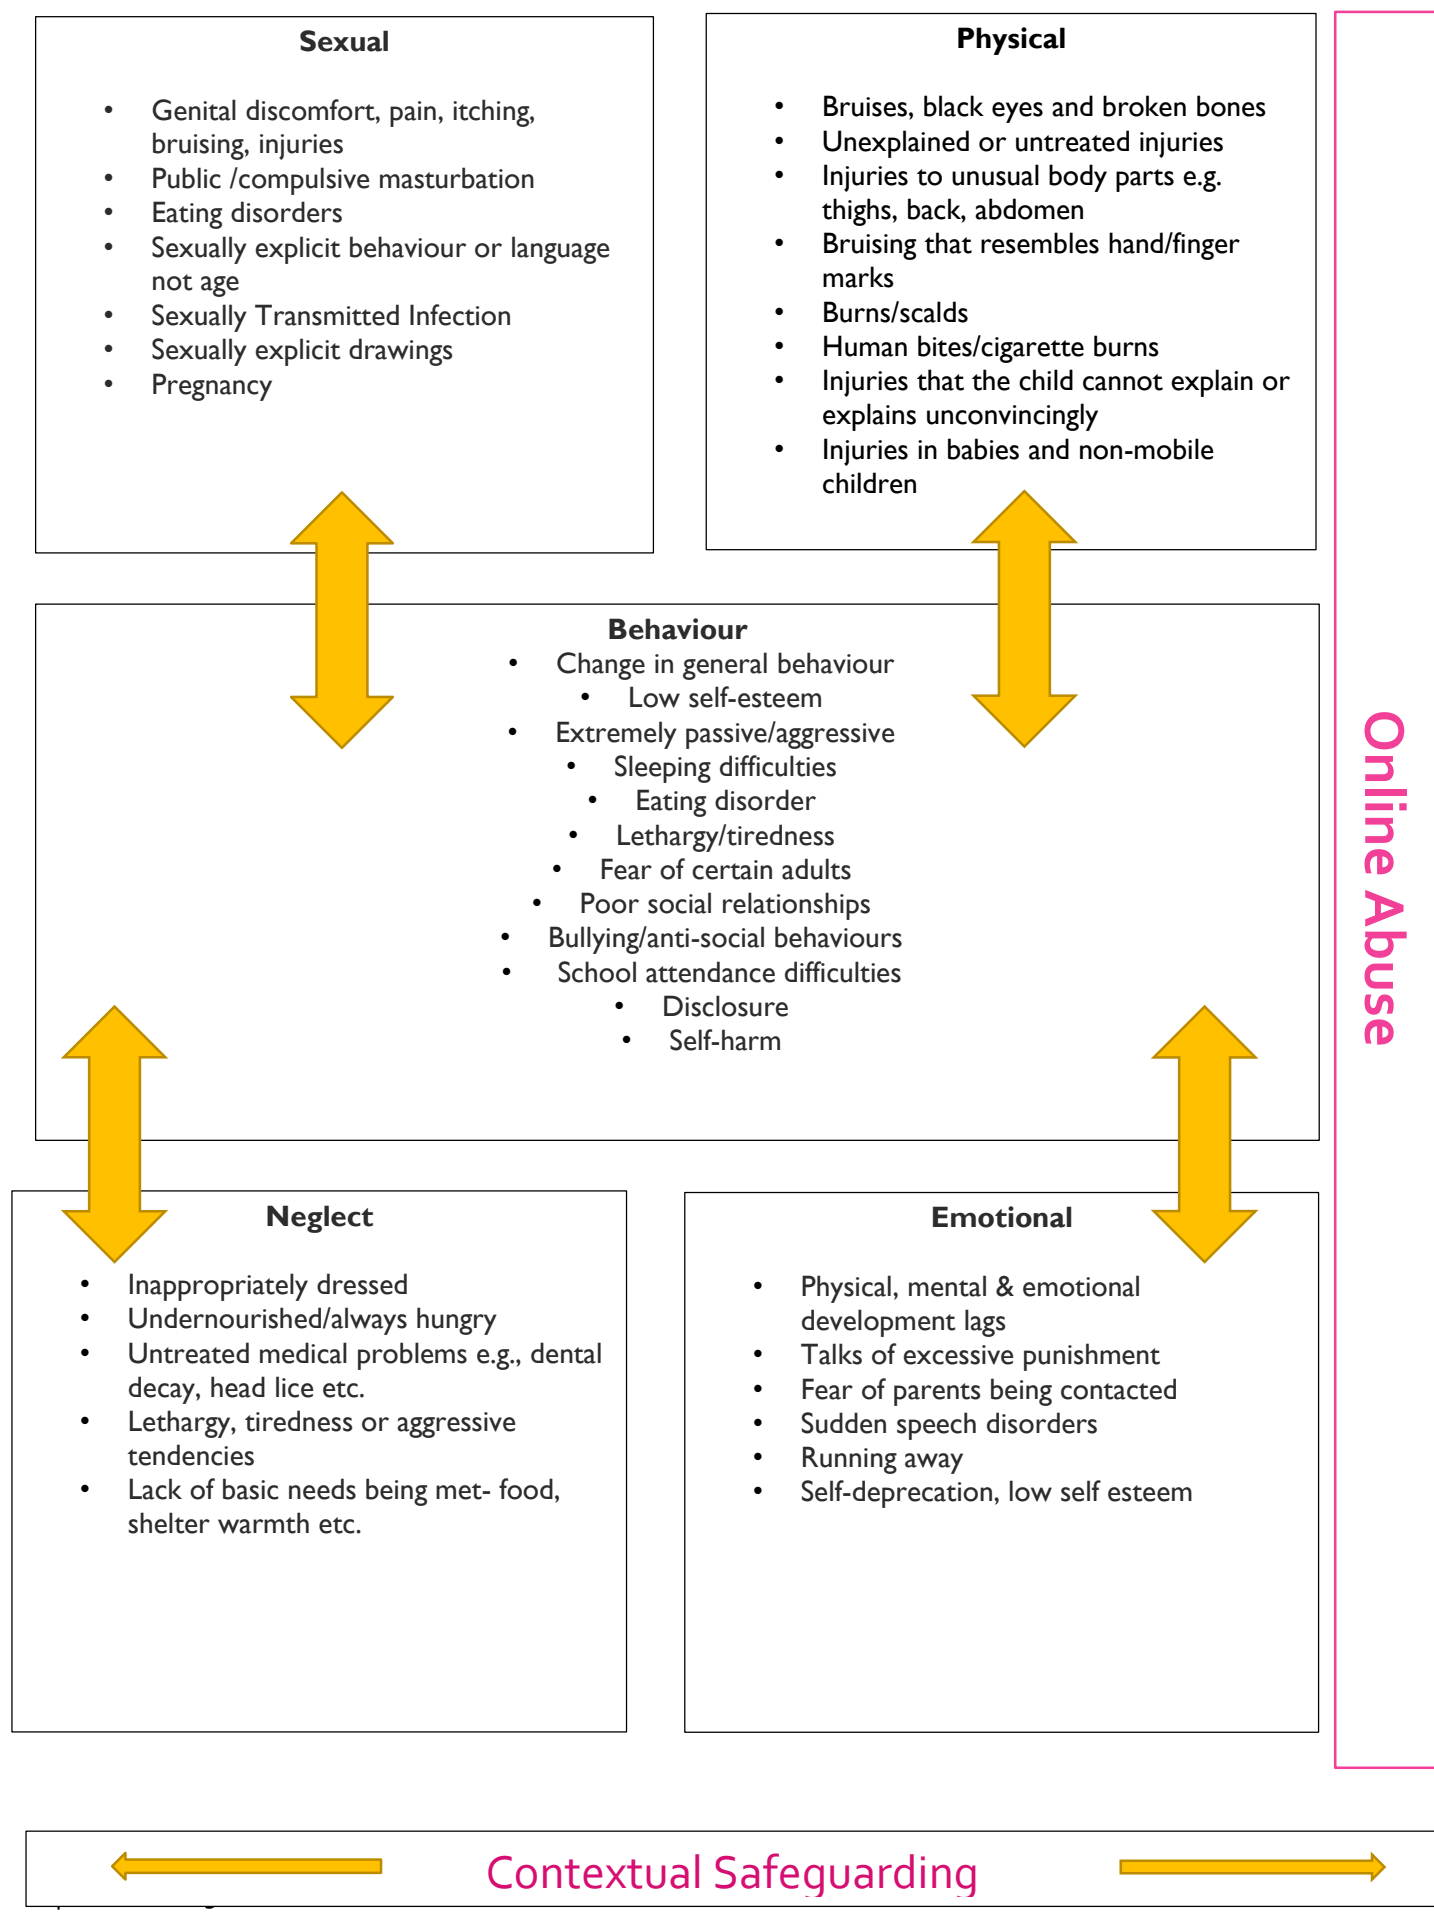 Sexual
• Genital discomfort, pain, itching,
bruising, injuries
• Public /compulsive masturbation
• Eating disorders
• Sexually explicit behaviour or language
not age
• Sexually Transmitted Infection
• Sexually explicit drawings
• Pregnancy
Physical
• Bruises, black eyes and broken bones
• Unexplained or untreated injuries
• Injuries to unusual body parts e.g.
thighs, back, abdomen
• Bruising that resembles hand/finger
marks
• Burns/scalds
• Human bites/cigarette burns
• Injuries that the child cannot explain or
explains unconvincingly
• Injuries in babies and non-mobile
children
Behaviour
• Change in general behaviour
• Low self-esteem
• Extremely passive/aggressive
• Sleeping difficulties
• Eating disorder
• Lethargy/tiredness
• Fear of certain adults
• Poor social relationships
• Bullying/anti-social behaviours
• School attendance difficulties
• Disclosure
• Self-harm
Neglect
• Inappropriately dressed
• Undernourished/always hungry
• Untreated medical problems e.g., dental
decay, head lice etc.
• Lethargy, tiredness or aggressive
tendencies
• Lack of basic needs being met- food,
shelter warmth etc.
Emotional
• Physical, mental & emotional
development lags
• Talks of excessive punishment
• Fear of parents being contacted
• Sudden speech disorders
• Running away
• Self-deprecation, low self esteem
Online Abuse
Contextual Safeguarding